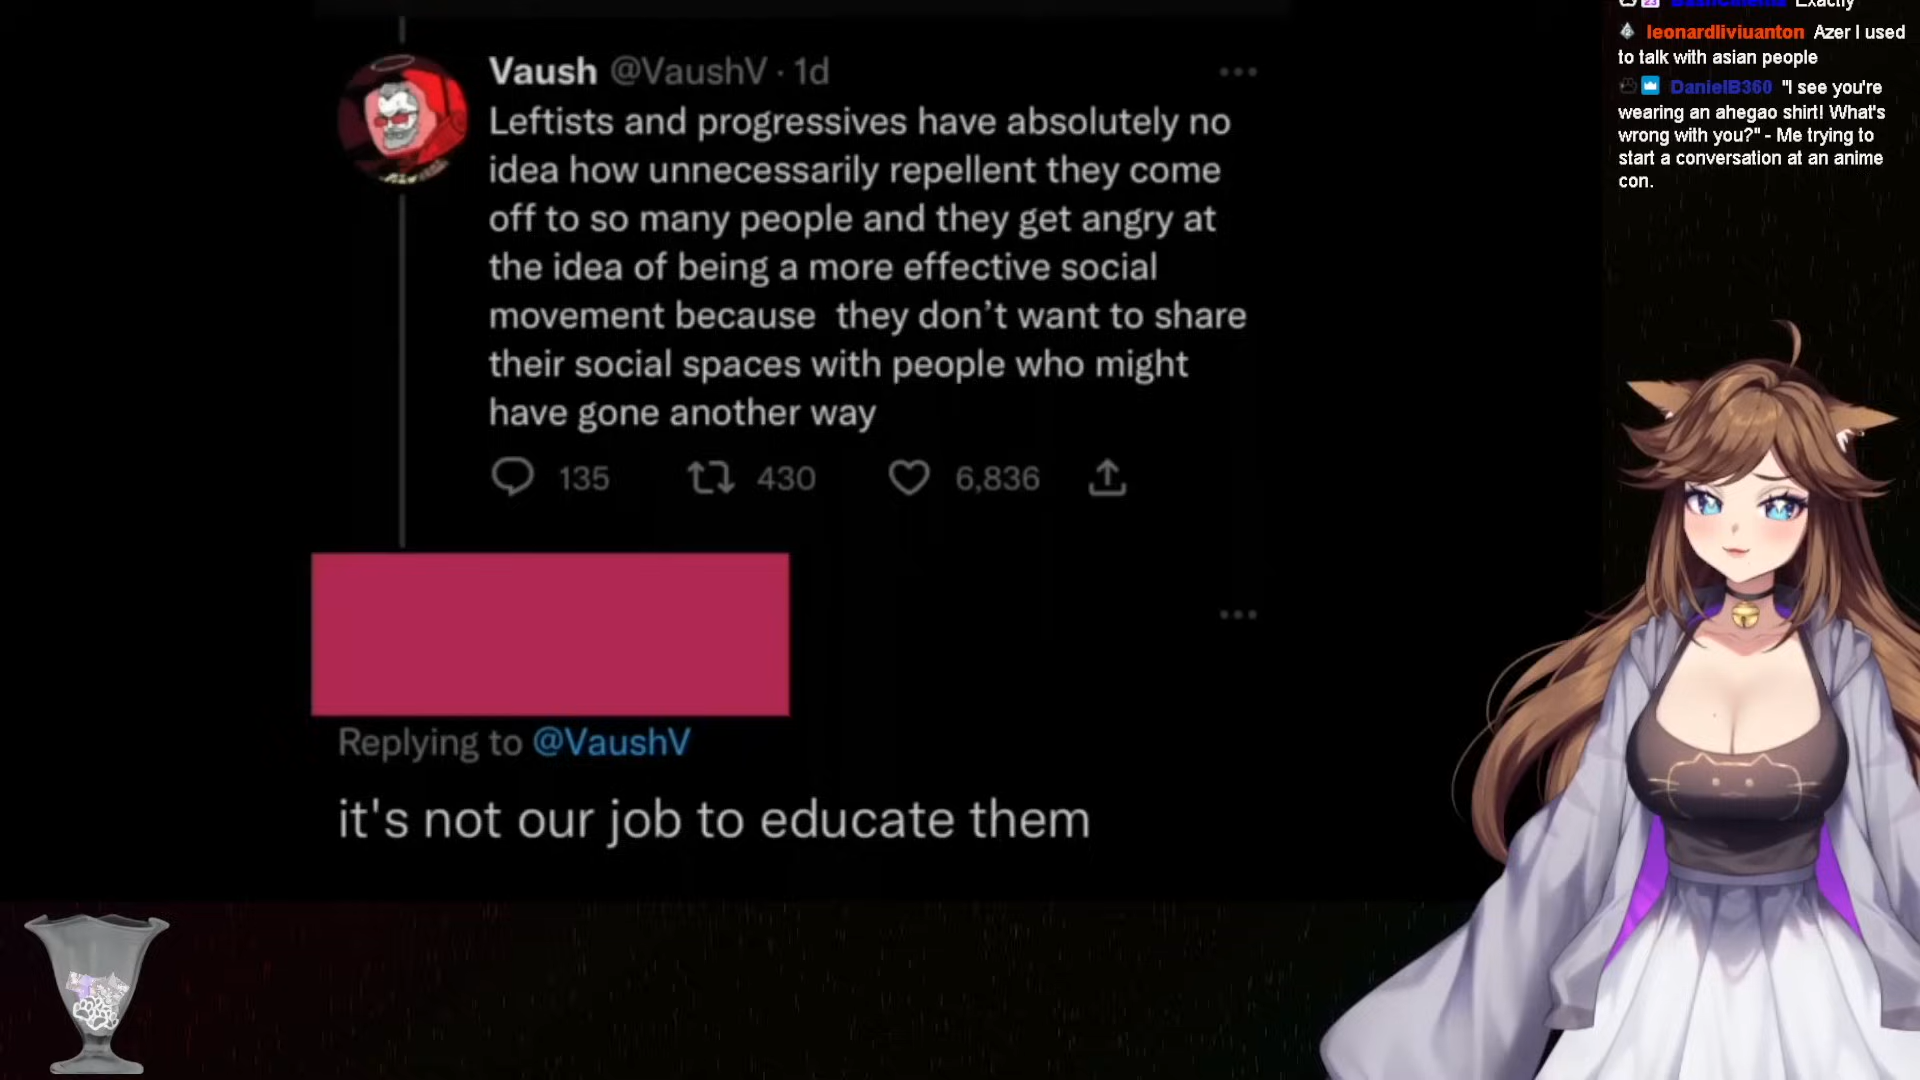 Vaush @VaushV · 1d
Leftists and progressives have absolutely no
idea how unnecessarily repellent they come
off to so many people and they get angry at
the idea of being a more effective social
movement because  they don’t want to share
their social spaces with people who might
have gone another way
135 430 6,836
Replying to @VaushV
it's not our job to educate them
Exactly
leonardliviuanton Azer I used
to talk with asian people
DanielB360 "I see you're
wearing an ahegao shirt! What's
wrong with you?" - Me trying to
start a conversation at an anime
con.